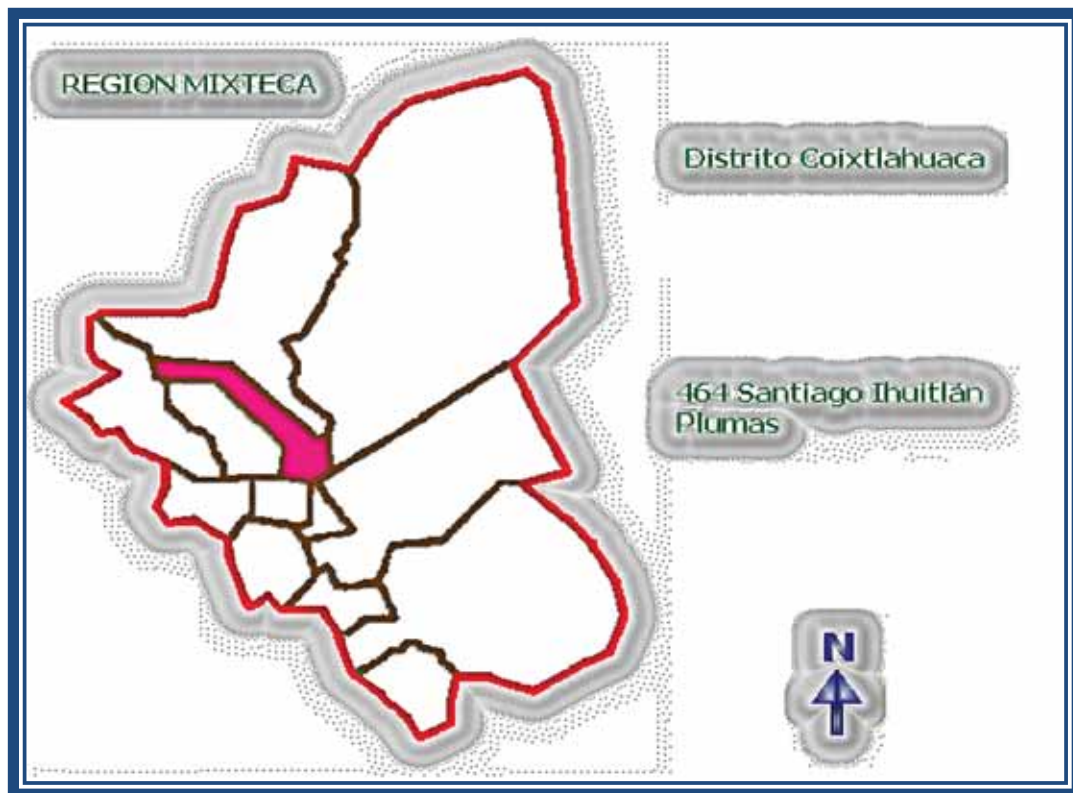 REGION MIXTECA
Distrito Coixtlahuaca
464 Santiago Ihuitlán
Plumas
N